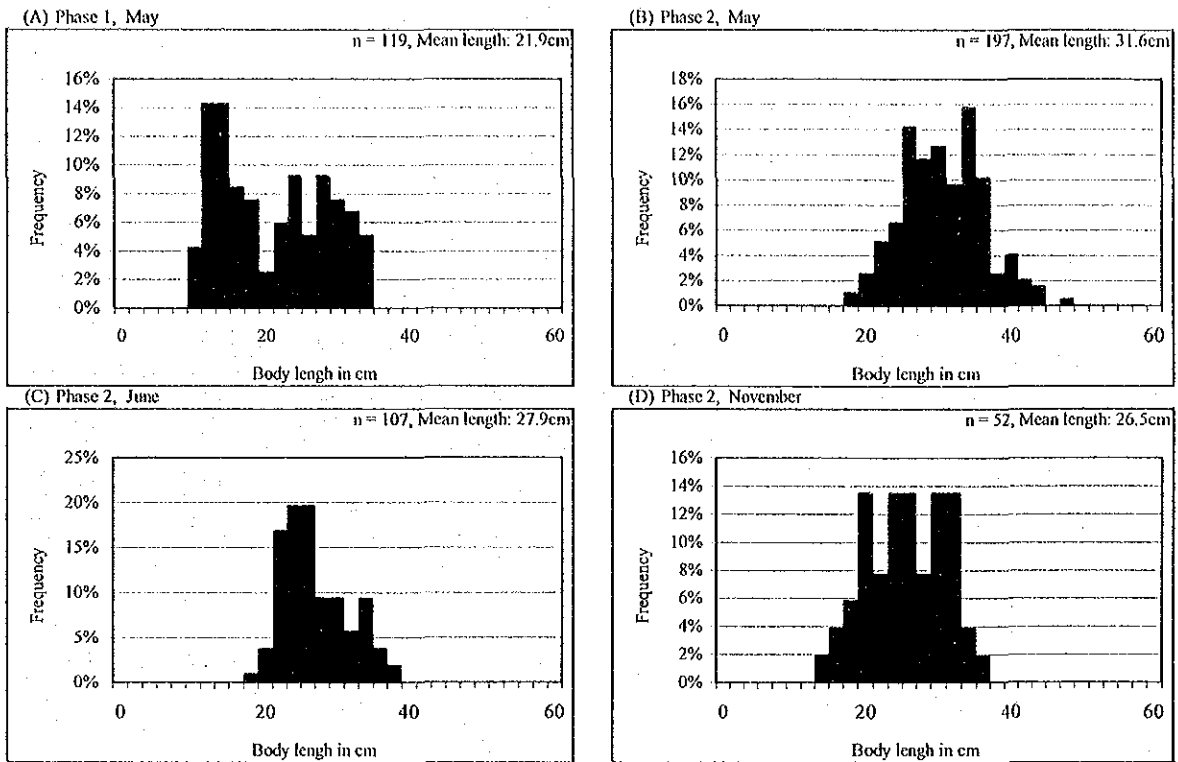 (A) Phase 1, May
n = 119, Mean length: 21.9cm
16%
14%
12%
10%
8%
6%
4%
2%
0%
Frequency
0 20 40 60
Body lengh in cm
(B) Phase 2, May
n = 197, Mean length: 31.6cm
18%
16%
14%
12%
10%
8%
6%
4%
2%
0%
Frequency
0 20 40 60
Body lengh in cm
(C) Phase 2, June
n = 107, Mean length: 27.9cm
25%
20%
15%
10%
5%
0%
Frequency
0 20 40 60
Body lengh in cm
(D) Phase 2, November
n = 52, Mean length: 26.5cm
16%
14%
12%
10%
8%
6%
4%
2%
0%
Frequency
0 20 40 60
Body lengh in cm